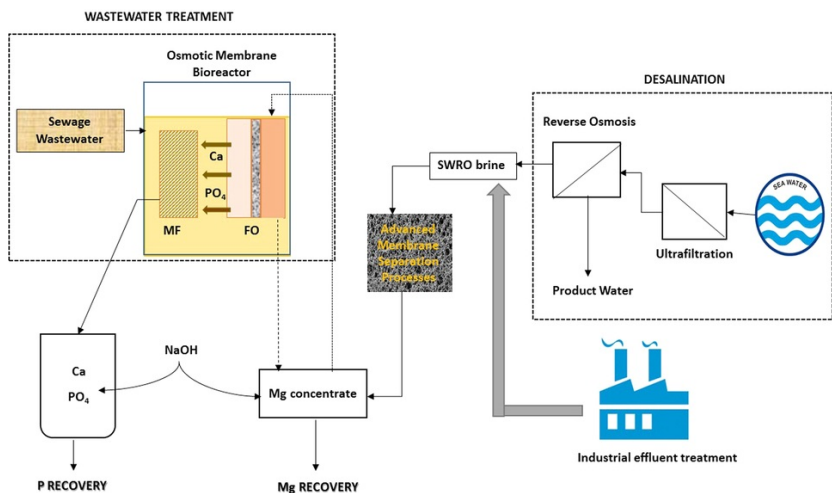 WASTEWATER TREATMENT
Osmotic Membrane
Bioreactor
Sewage
Wastewater
Ca
PO₄
MF
FO
DESALINATION
Reverse Osmosis
SWRO brine
SEA WATER
Ultrafiltration
Product Water
Advanced
Membrane
Separation
Processes
NaOH
Ca
PO₄
Mg concentrate
Industrial effluent treatment
P RECOVERY
Mg RECOVERY